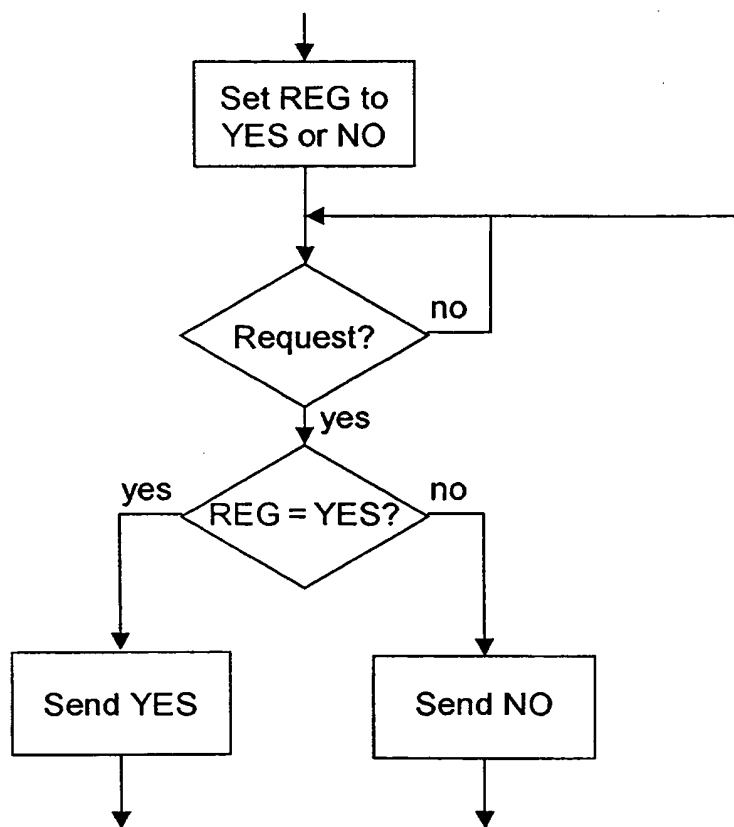 Set REG to
YES or NO
no
Request?
yes
yes
no
REG = YES?
Send YES
Send NO